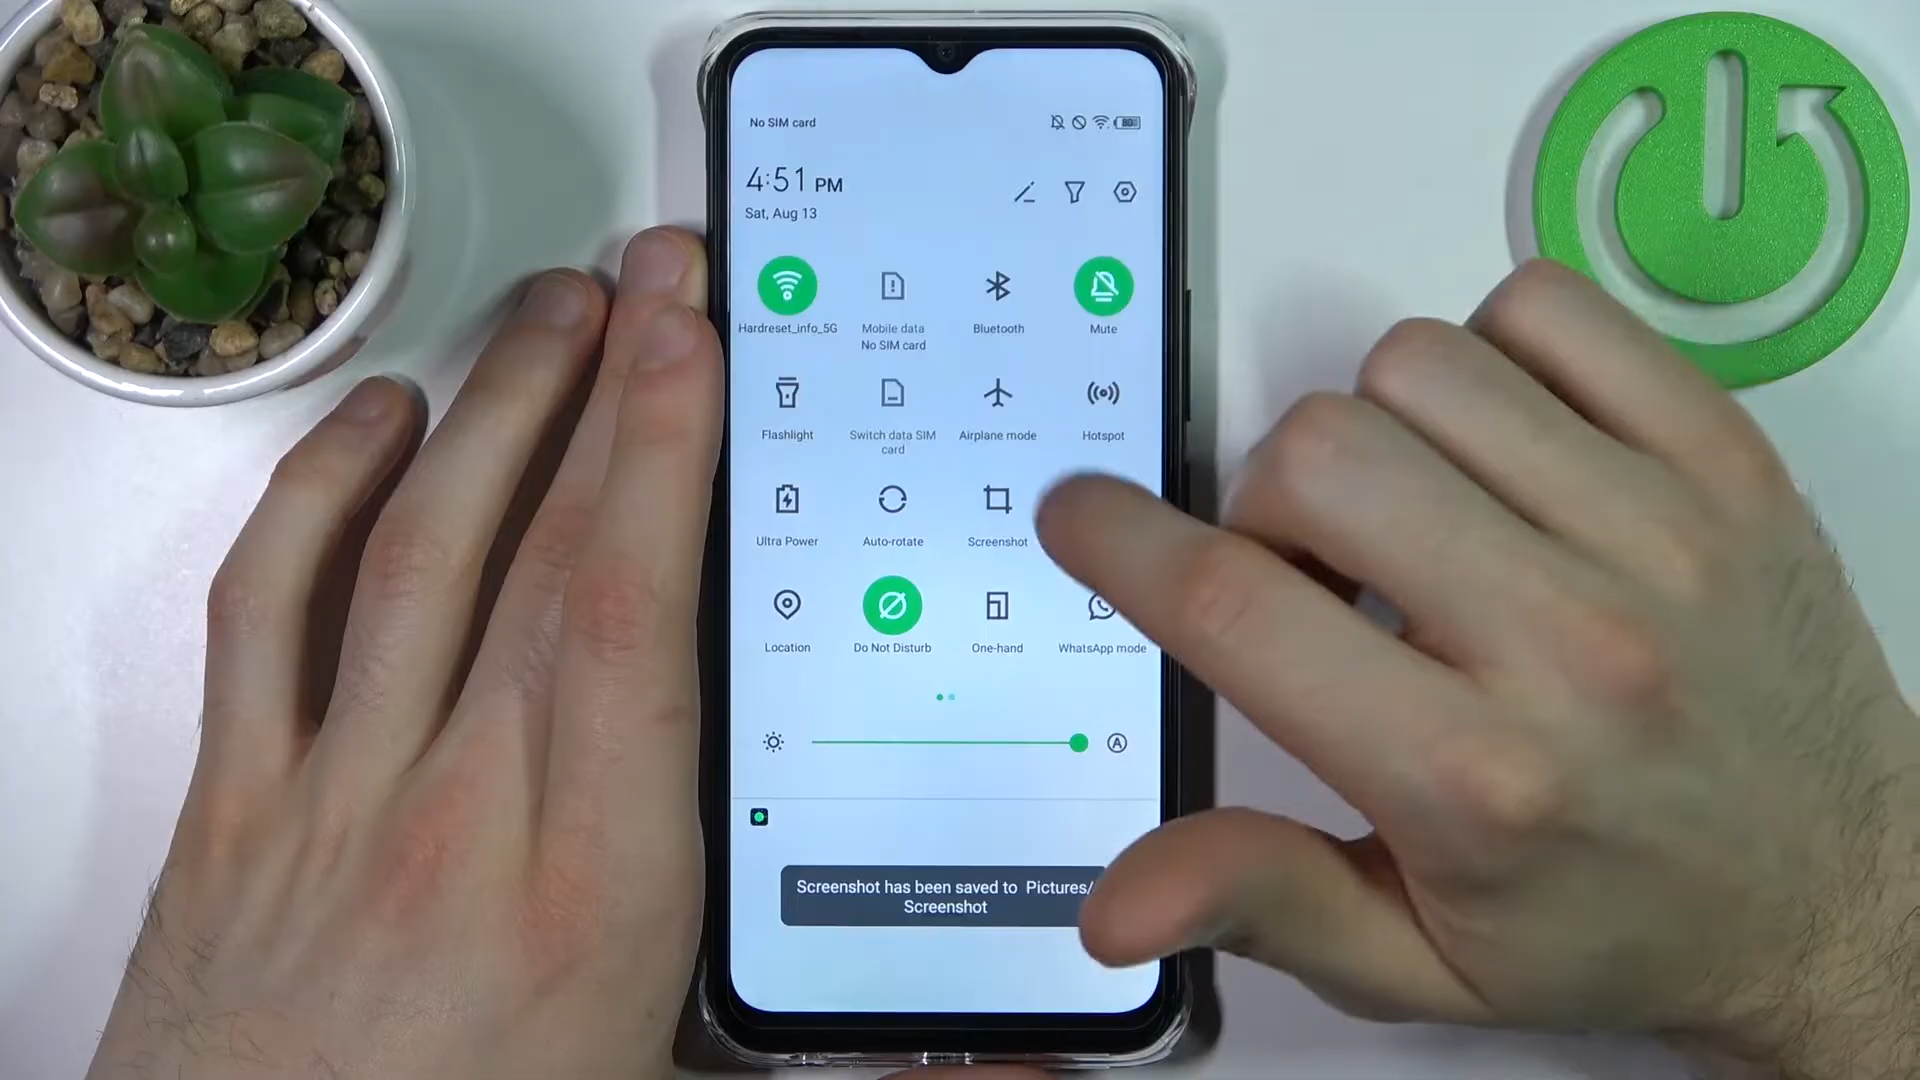 No SIM card
80
4:51 PM
Sat, Aug 13
Hardreset_info_5G
Mobile data
No SIM card
Bluetooth
Mute
Flashlight
Switch data SIM
card
Airplane mode
Hotspot
Ultra Power
Auto-rotate
Screenshot
Location
Do Not Disturb
One-hand
WhatsApp mode
A
Screenshot has been saved to Pictures/
Screenshot